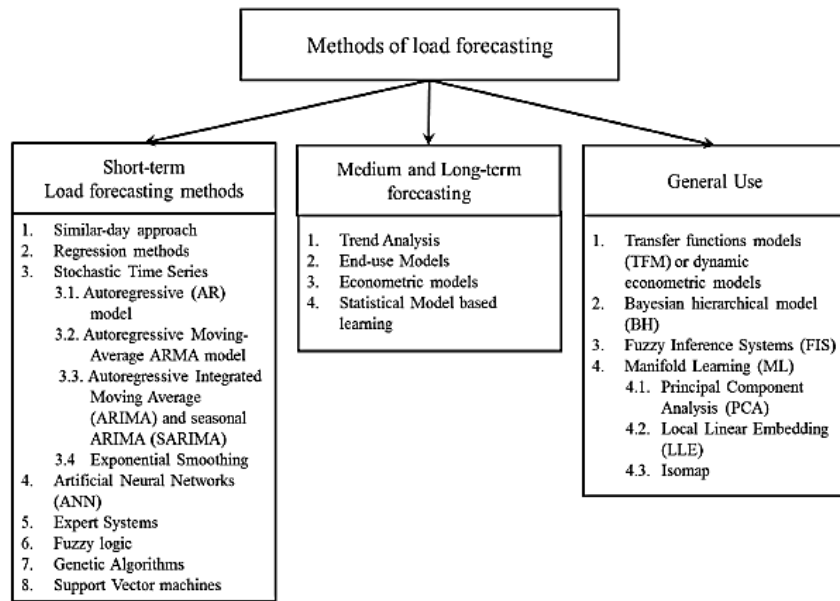 Methods of load forecasting
Short-term
Load forecasting methods
1. Similar-day approach
2. Regression methods
3. Stochastic Time Series
3.1. Autoregressive (AR)
model
3.2. Autoregressive Moving-
Average ARMA model
3.3. Autoregressive Integrated
Moving Average
(ARIMA) and seasonal
ARIMA (SARIMA)
3.4 Exponential Smoothing
4. Artificial Neural Networks
(ANN)
5. Expert Systems
6. Fuzzy logic
7. Genetic Algorithms
8. Support Vector machines
Medium and Long-term
forecasting
1. Trend Analysis
2. End-use Models
3. Econometric models
4. Statistical Model based
learning
General Use
1. Transfer functions models
(TFM) or dynamic
econometric models
2. Bayesian hierarchical model
(BH)
3. Fuzzy Inference Systems (FIS)
4. Manifold Learning (ML)
4.1. Principal Component
Analysis (PCA)
4.2. Local Linear Embedding
(LLE)
4.3. Isomap